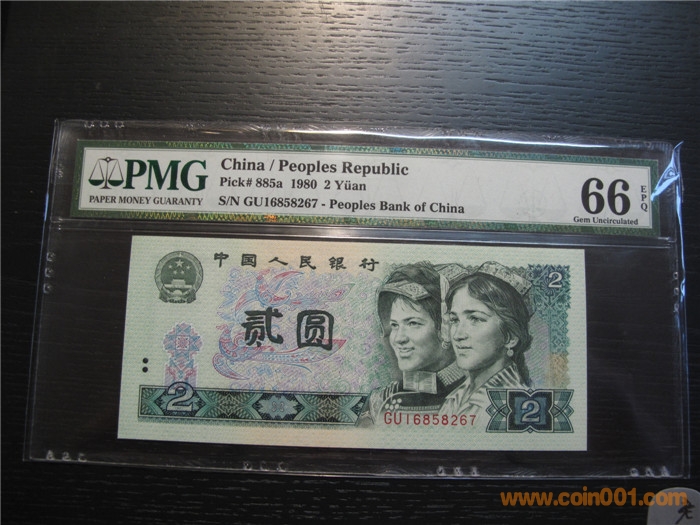 PMG
PAPER MONEY GUARANTY
China / Peoples Republic
Pick# 885a 1980 2 Yüan
S/N GU16858267 - Peoples Bank of China
66
EPQ
Gem Uncirculated
中国人民银行
2
贰圆
GU16858267
2
2
www.coin001.com